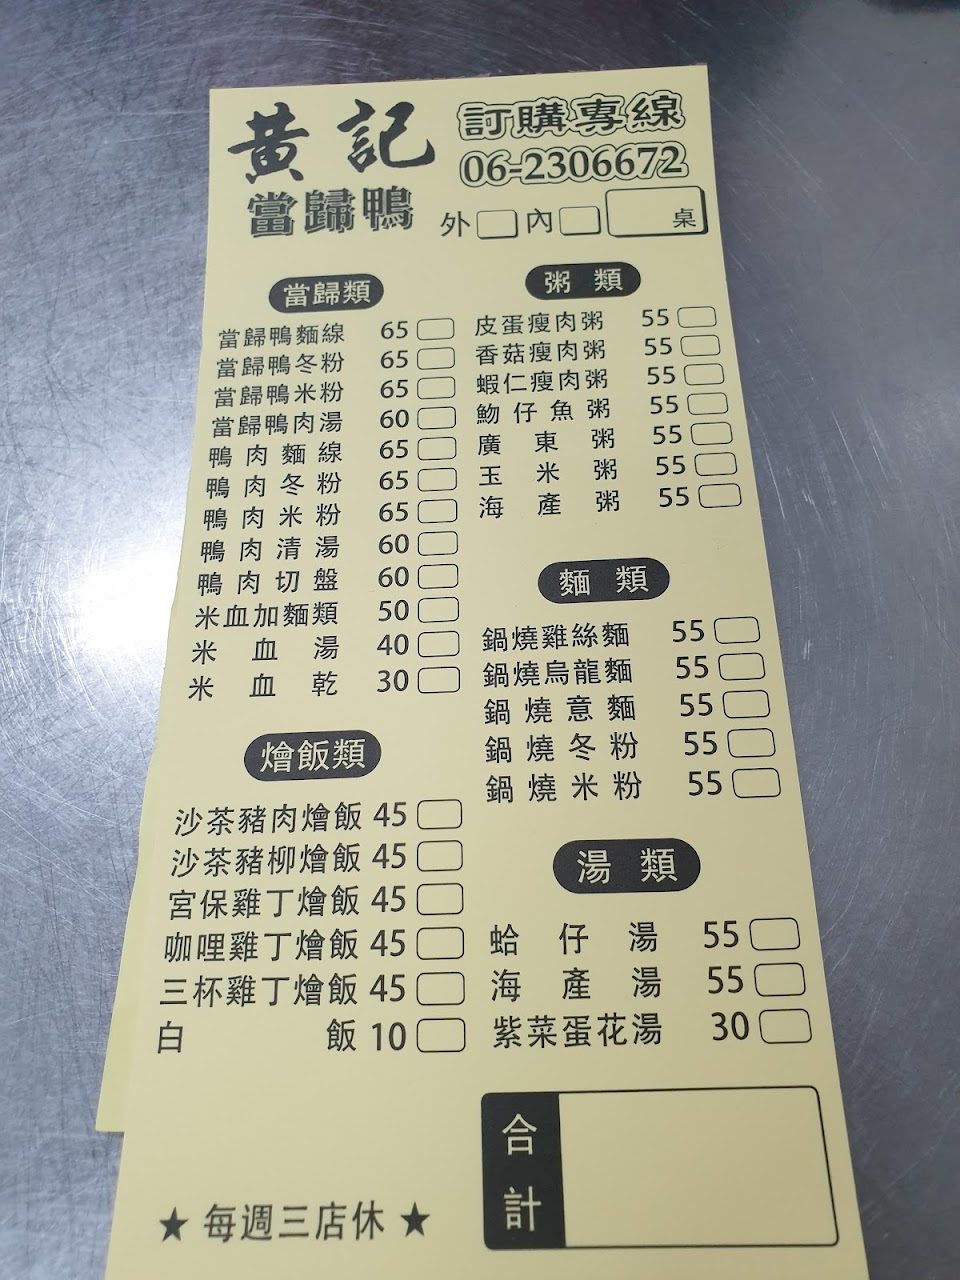 黃記
當歸鴨
訂購專線
06-2306672
外 內 桌
當歸類
當歸鴨麵線 65
當歸鴨冬粉 65
當歸鴨米粉 65
當歸鴨肉湯 60
鴨肉麵線 65
鴨肉冬粉 65
鴨肉米粉 65
鴨肉清湯 60
鴨肉切盤 60
米血加麵類 50
米血湯 40
米血乾 30
燴飯類
沙茶豬肉燴飯 45
沙茶豬柳燴飯 45
宮保雞丁燴飯 45
咖哩雞丁燴飯 45
三杯雞丁燴飯 45
白飯 10
粥類
皮蛋瘦肉粥 55
香菇瘦肉粥 55
蝦仁瘦肉粥 55
魩仔魚粥 55
廣東粥 55
玉米粥 55
海產粥 55
麵類
鍋燒雞絲麵 55
鍋燒烏龍麵 55
鍋燒意麵 55
鍋燒冬粉 55
鍋燒米粉 55
湯類
蛤仔湯 55
海產湯 55
紫菜蛋花湯 30
合計
★ 每週三店休 ★